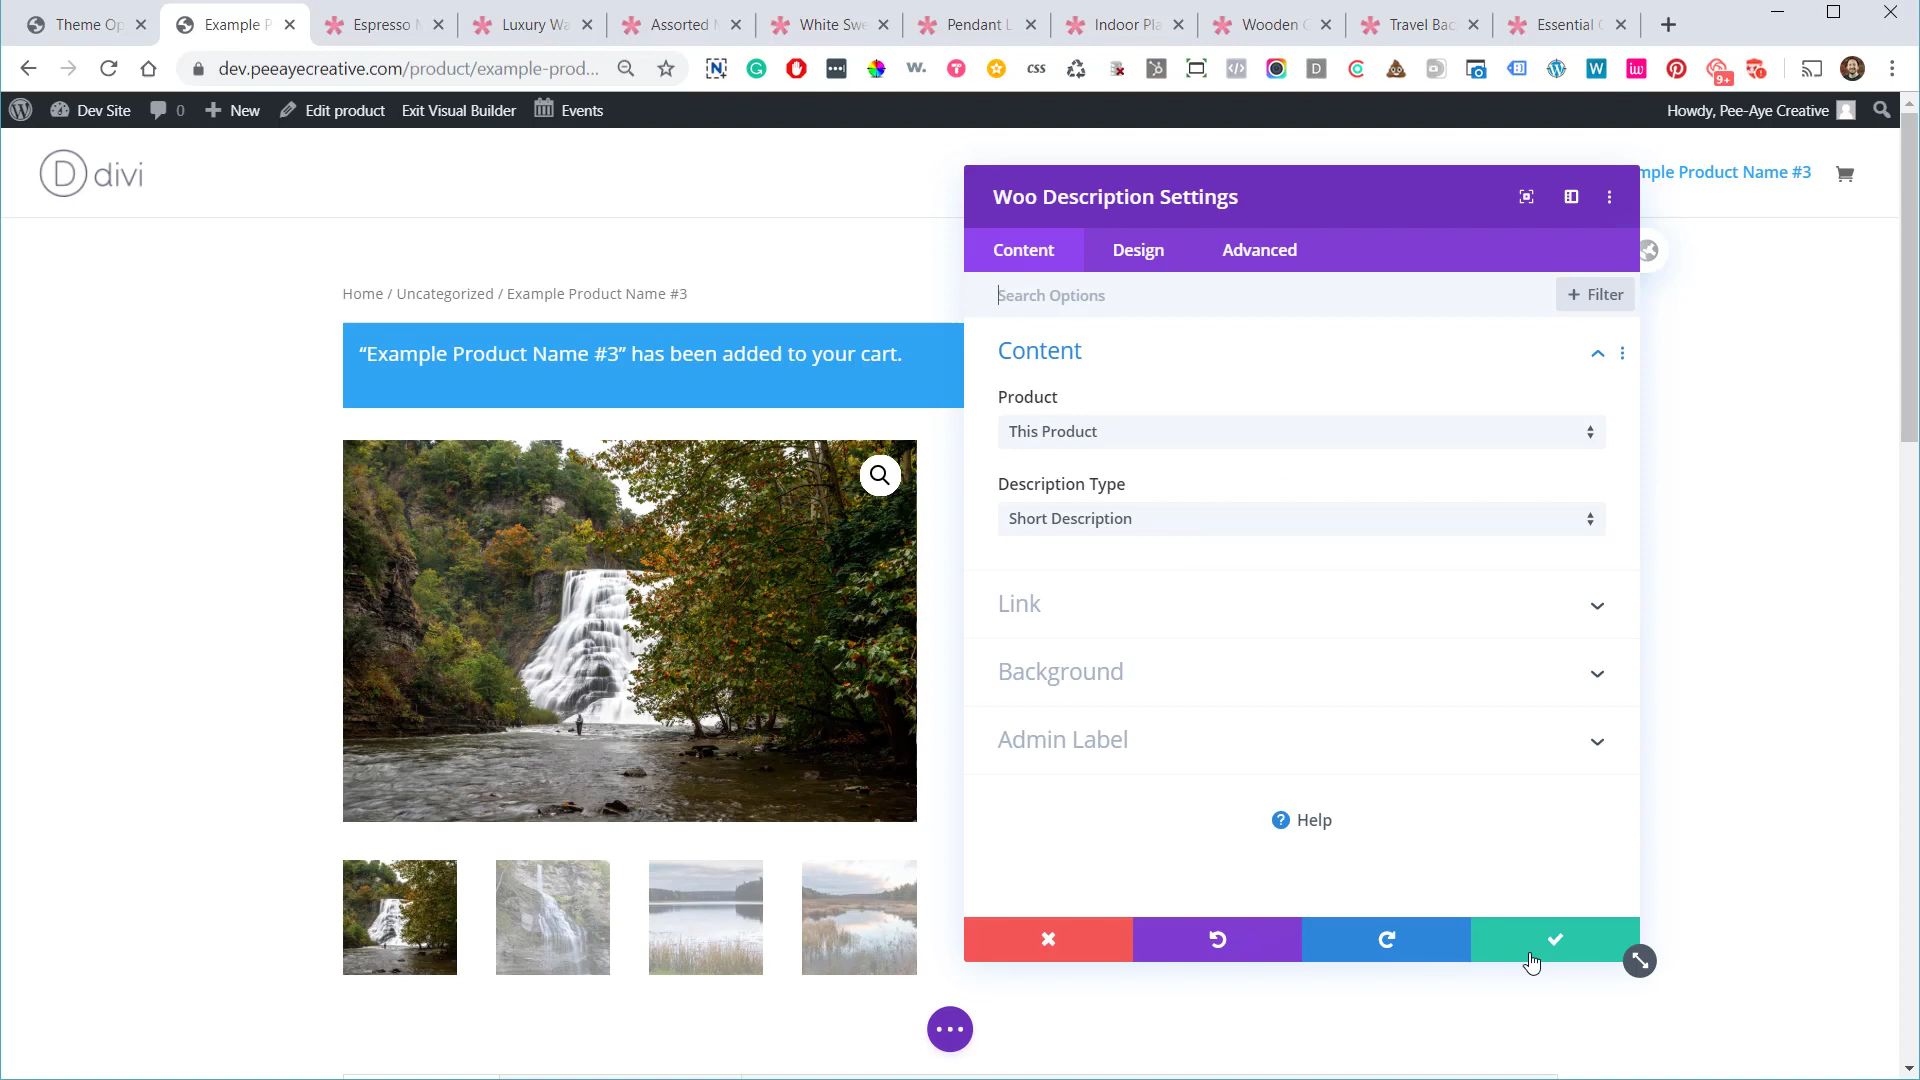 Theme Op
Example P
Espresso M
Luxury Wa
Assorted M
White Swe
Pendant L
Indoor Pla
Wooden C
Travel Bac
Essential C
dev.peeayecreative.com/product/example-prod...
css
9+
Dev Site
0
New
Edit product
Exit Visual Builder
Events
Howdy, Pee-Aye Creative
D divi
mple Product Name #3
Woo Description Settings
Content
Design
Advanced
Search Options
+ Filter
Home / Uncategorized / Example Product Name #3
“Example Product Name #3” has been added to your cart.
Content
Product
This Product
Description Type
Short Description
Link
Background
Admin Label
? Help